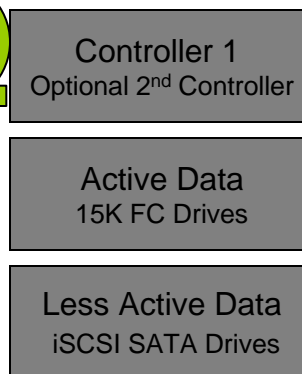 Controller 1
Optional 2nd Controller
Active Data
15K FC Drives
Less Active Data
iSCSI SATA Drives